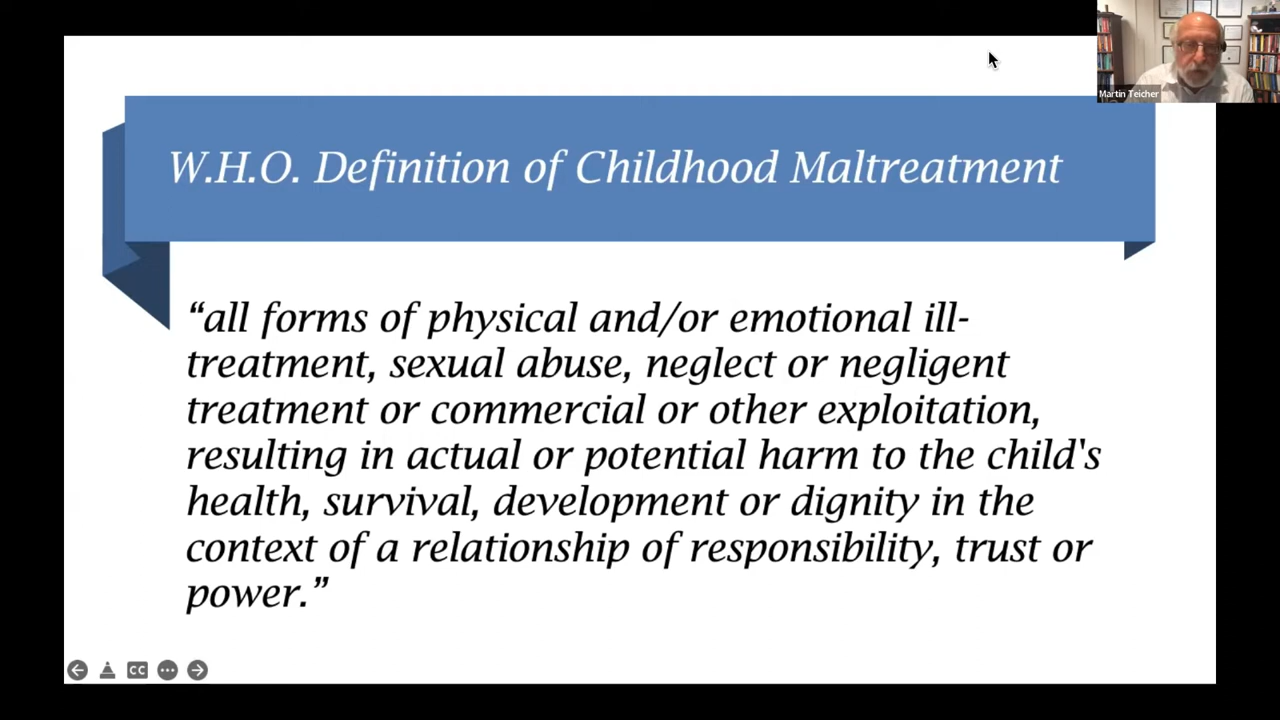 Martin Teicher
W.H.O. Definition of Childhood Maltreatment
“all forms of physical and/or emotional ill-
treatment, sexual abuse, neglect or negligent
treatment or commercial or other exploitation,
resulting in actual or potential harm to the child's
health, survival, development or dignity in the
context of a relationship of responsibility, trust or
power.”
CC